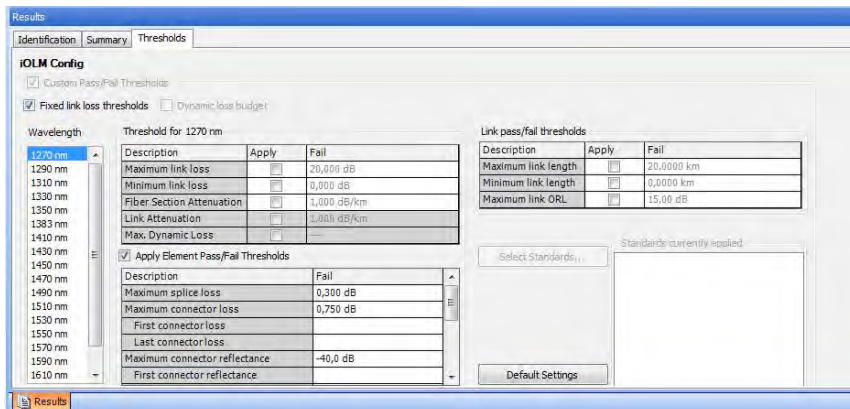 Results
Identification Summary Thresholds
iOLM Config
Custom Pass/Fail Thresholds
Fixed link loss thresholds Dynamic loss budget
Wavelength
1270 nm
1290 nm
1310 nm
1330 nm
1350 nm
1383 nm
1410 nm
1430 nm
1450 nm
1470 nm
1490 nm
1510 nm
1530 nm
1550 nm
1570 nm
1590 nm
1610 nm
Threshold for 1270 nm
Description Apply Fail
Maximum link loss 20,000 dB
Minimum link loss 0,000 dB
Fiber Section Attenuation 1,000 dB/km
Link Attenuation 1,000 dB/km
Max. Dynamic Loss ---
Apply Element Pass/Fail Thresholds
Description Fail
Maximum splice loss 0,300 dB
Maximum connector loss 0,750 dB
First connector loss
Last connector loss
Maximum connector reflectance -40,0 dB
First connector reflectance
Link pass/fail thresholds
Description Apply Fail
Maximum link length 20,0000 km
Minimum link length 0,0000 km
Maximum link ORL 15,00 dB
Select Standards...
Standards currently applied
Default Settings
Results